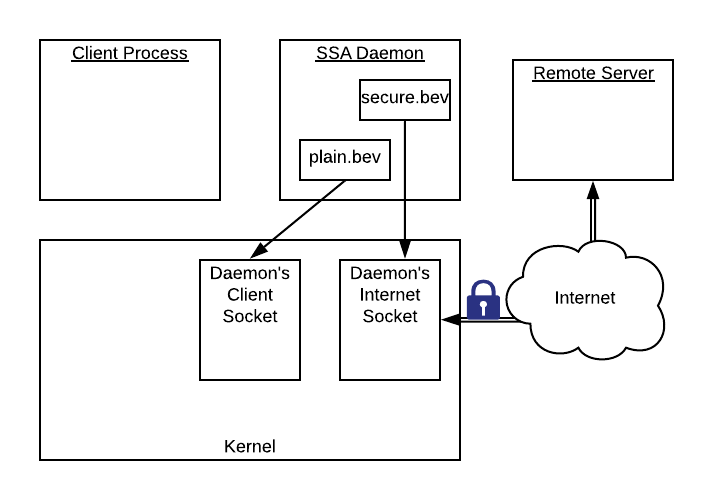 Client Process
SSA Daemon
Remote Server
secure.bev
plain.bev
Daemon's
Client
Socket
Daemon's
Internet
Socket
Internet
Kernel